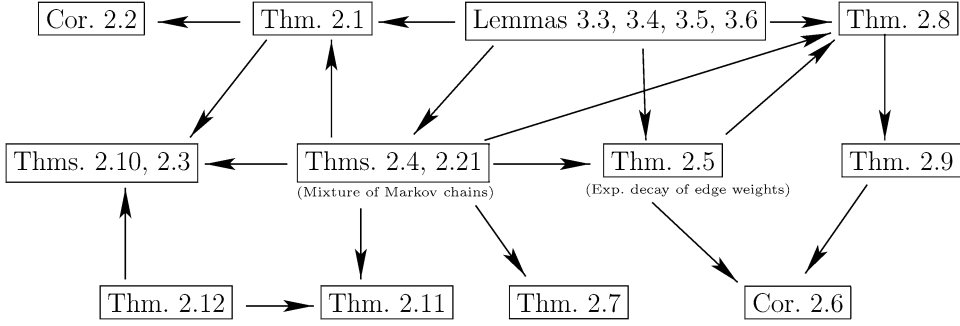 Cor. 2.2
Thm. 2.1
Lemmas 3.3, 3.4, 3.5, 3.6
Thm. 2.8
Thms. 2.10, 2.3
Thms. 2.4, 2.21
(Mixture of Markov chains)
Thm. 2.5
(Exp. decay of edge weights)
Thm. 2.9
Thm. 2.12
Thm. 2.11
Thm. 2.7
Cor. 2.6